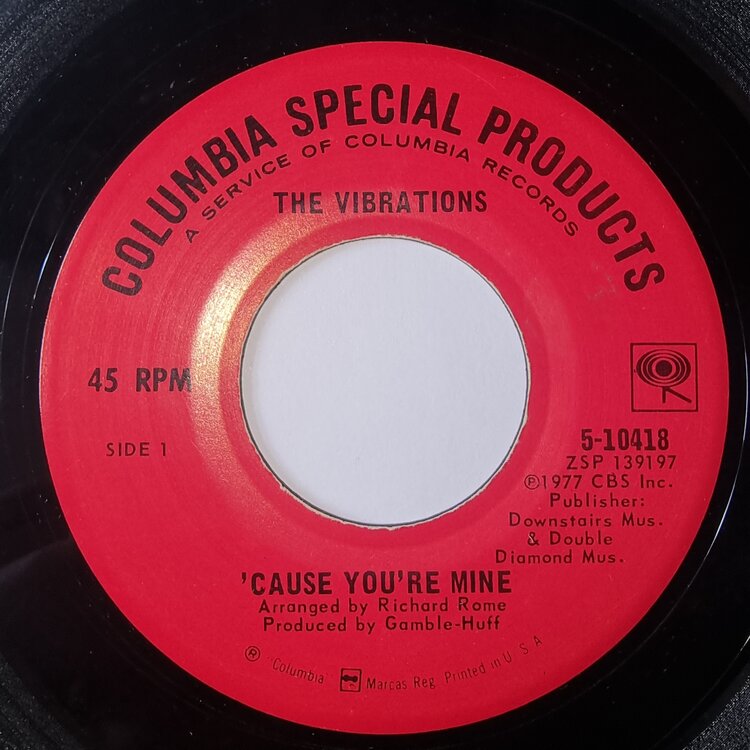 COLUMBIA SPECIAL PRODUCTS
A SERVICE OF COLUMBIA RECORDS
THE VIBRATIONS
45 RPM
SIDE 1
5-10418
ZSP 139197
Ⓟ1977 CBS Inc.
Publisher:
Downstairs Mus.
& Double
Diamond Mus.
'CAUSE YOU'RE MINE
Arranged by Richard Rome
Produced by Gamble-Huff
® "Columbia Marcas Reg. Printed in U S A